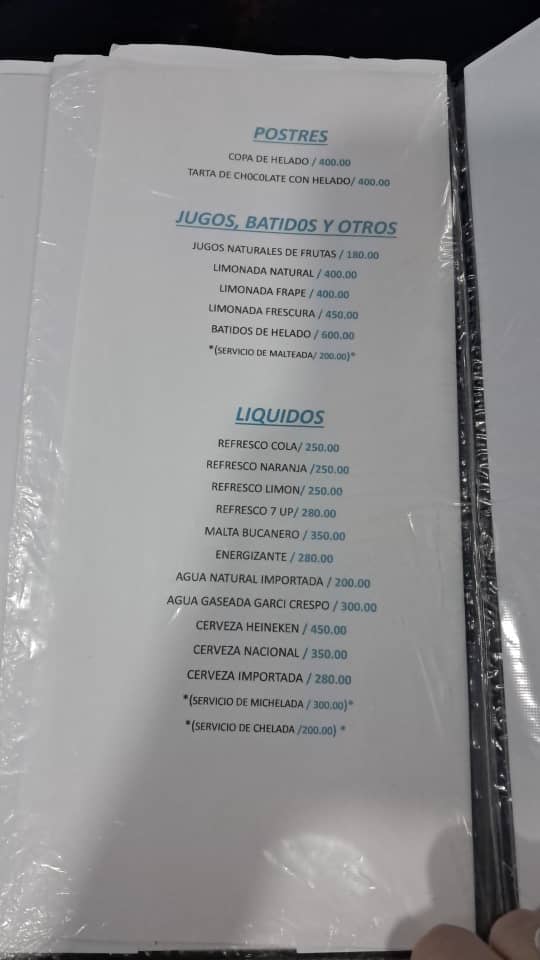 POSTRES
COPA DE HELADO / 400.00
TARTA DE CH0C0LATE CON HELADO/ 400.00
JUGOS, BATID0S Y OTROS
JUGOS NATURALES DE FRUTAS / 180.00
LIMONADA NATURAL / 400.00
LIMONADA FRAPE / 400.00
LIMONADA FRESCURA / 450.00
BATIDOS DE HELADO / 600.00
*(SERVICIO DE MALTEADA/ 200.00)*
LIQUIDOS
REFRESCO COLA/ 250.00
REFRESCO NARANJA /250.00
REFRESCO LIMON/ 250.00
REFRESCO 7 UP/ 280.00
MALTA BUCANERO / 350.00
ENERGIZANTE / 280.00
AGUA NATURAL IMPORTADA / 200.00
AGUA GASEADA GARCI CRESPO / 300.00
CERVEZA HEINEKEN / 450.00
CERVEZA NACIONAL / 350.00
CERVEZA IMPORTADA / 280.00
*(SERVICIO DE MICHELADA / 300.00)*
*(SERVICIO DE CHELADA /200.00) *